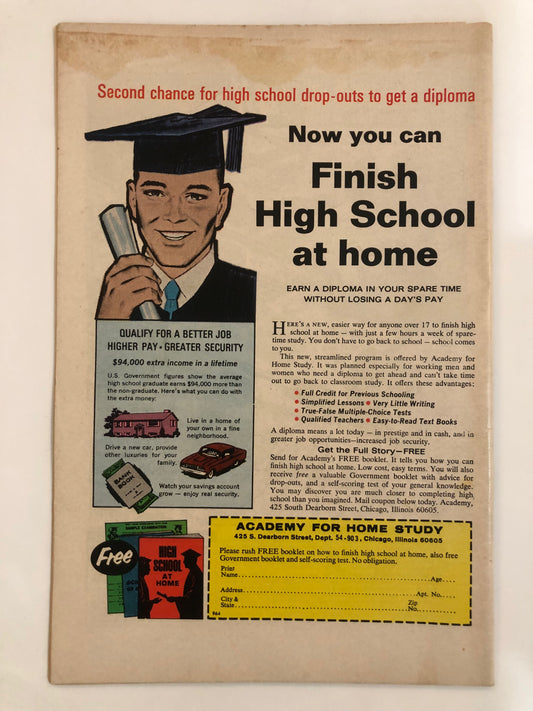 Second chance for high school drop-outs to get a diploma
Now you can
Finish
High School
at home
EARN A DIPLOMA IN YOUR SPARE TIME
WITHOUT LOSING A DAY'S PAY
HERE'S A NEW, easier way for anyone over 17 to finish high
school at home — with just a few hours a week of spare-
time study. You don't have to go back to school — school comes
to you.
This new, streamlined program is offered by Academy for
Home Study. It was planned especially for working men and
women who need a diploma to get ahead and can't take time
out to go back to classroom study. It offers these advantages:
• Full Credit for Previous Schooling
• Simplified Lessons • Very Little Writing
• True-False Multiple-Choice Tests
• Qualified Teachers • Easy-to-Read Text Books
A diploma means a lot today — in prestige and in cash, and in
greater job opportunities—increased job security.
Get the Full Story—FREE
Send for Academy's FREE booklet. It tells you how you can
finish high school at home. Low cost, easy terms. You will also
receive free a valuable Government booklet with advice for
drop-outs, and a self-scoring test of your general knowledge.
You may discover you are much closer to completing high
school than you imagined. Mail coupon below today. Academy,
425 South Dearborn Street, Chicago, Illinois 60605.
QUALIFY FOR A BETTER JOB
HIGHER PAY • GREATER SECURITY
$94,000 extra income in a lifetime
U.S. Government figures show the average
high school graduate earns $94,000 more than
the non-graduate. Here's what you can do with
the extra money:
Live in a home of
your own in a fine
neighborhood.
Drive a new car, provide
other luxuries for your
family.
BANK
BOOK
Watch your savings account
grow — enjoy real security.
Free
SAMPLE EXAMINATION
HIGH
SCHOOL
AT
HOME
ACADEMY FOR HOME STUDY
425 S. Dearborn Street, Dept. 54-903, Chicago, Illinois 60605
Please rush FREE booklet on how to finish high school at home, also free
Government booklet and self-scoring test. No obligation.
Print
Name Age
Address Apt. No.
City & Zip
State No.
964